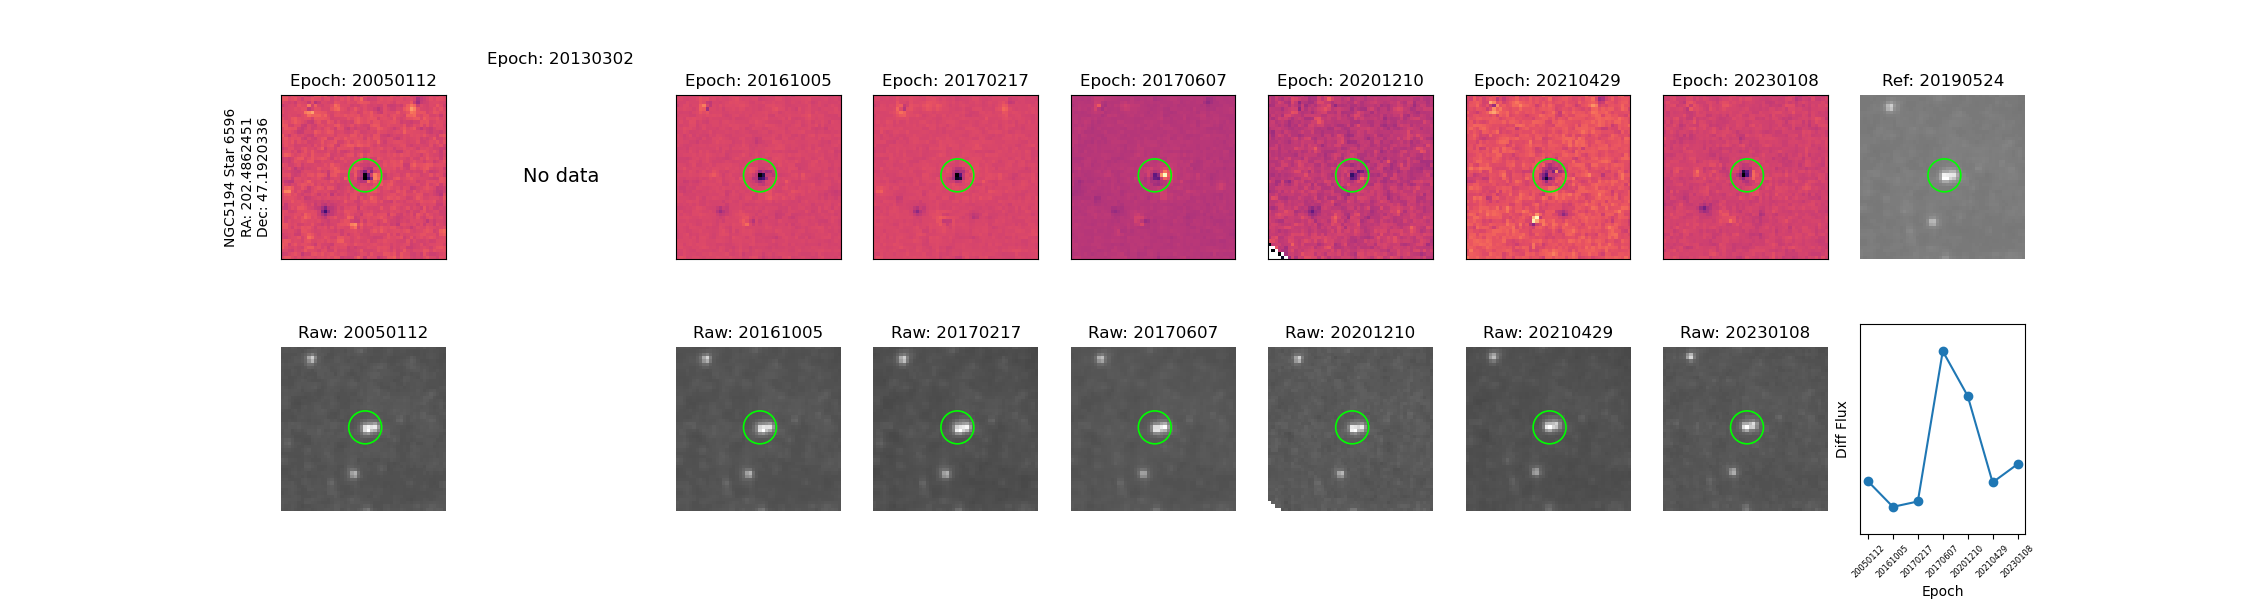 Epoch: 20050112
Epoch: 20130302
Epoch: 20161005
Epoch: 20170217
Epoch: 20170607
Epoch: 20201210
Epoch: 20210429
Epoch: 20230108
Ref: 20190524
NGC5194 Star 6596
RA: 202.4862451
Dec: 47.1920336
No data
Raw: 20050112
Raw: 20161005
Raw: 20170217
Raw: 20170607
Raw: 20201210
Raw: 20210429
Raw: 20230108
Diff Flux
20050112
20161005
20170217
20170607
20201210
20210429
20230108
Epoch